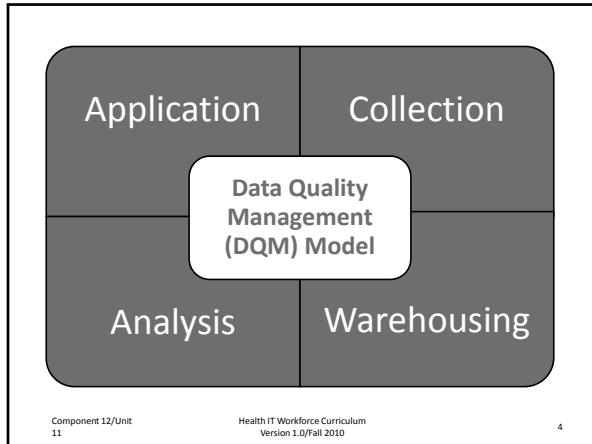 Application
Collection
Data Quality
Management
(DQM) Model
Analysis
Warehousing
Component 12/Unit
11
Health IT Workforce Curriculum
Version 1.0/Fall 2010
4